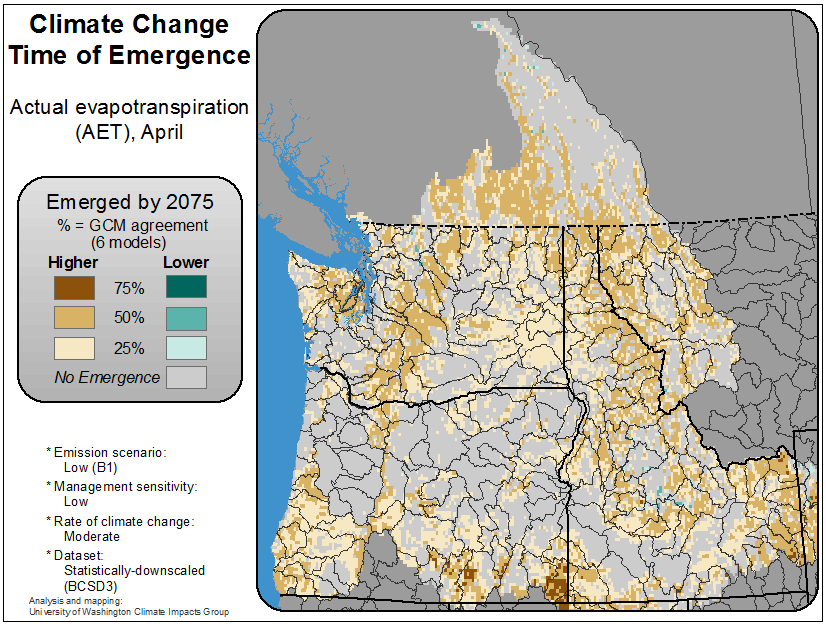 Climate Change
Time of Emergence
Actual evapotranspiration
(AET), April
Emerged by 2075
% = GCM agreement
(6 models)
Higher Lower
75%
50%
25%
No Emergence
* Emission scenario:
Low (B1)
* Management sensitivity:
Low
* Rate of climate change:
Moderate
* Dataset:
Statistically-downscaled
(BCSD3)
Analysis and mapping:
University of Washington Climate Impacts Group